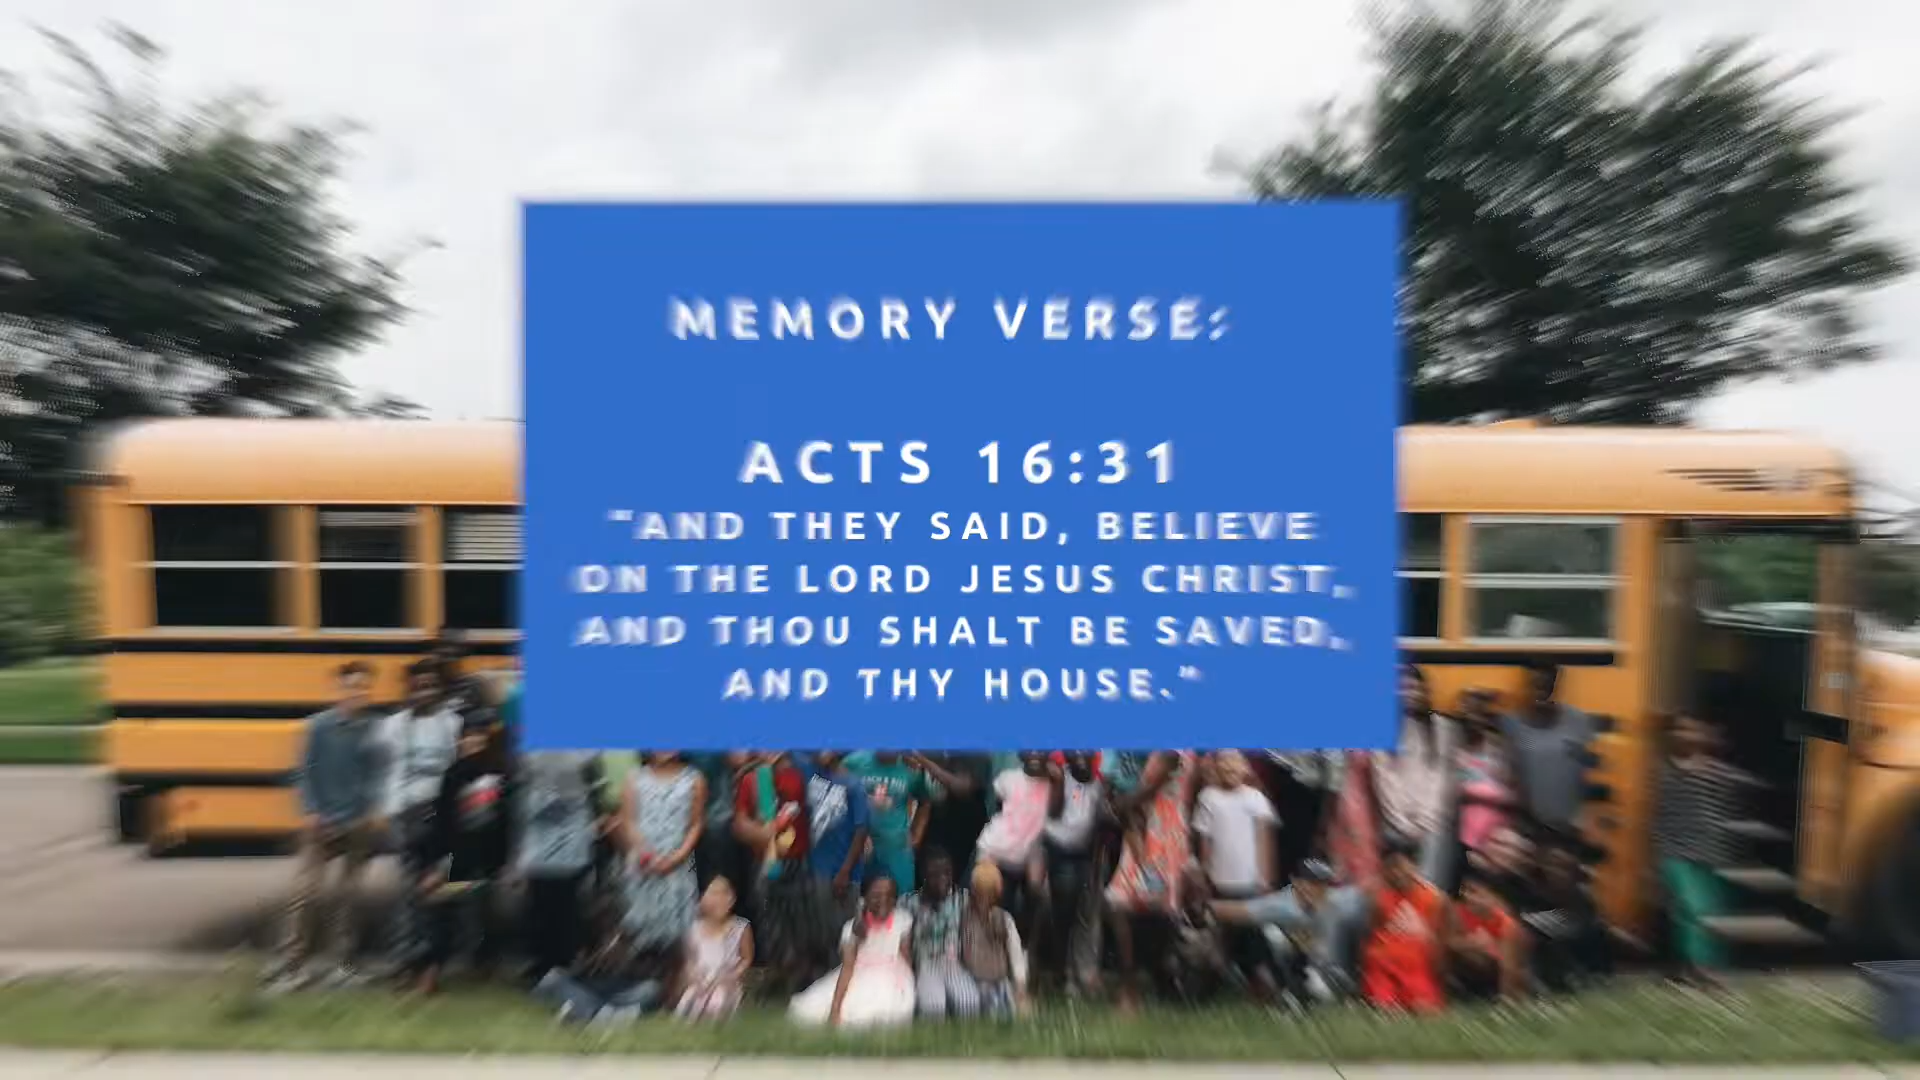 MEMORY VERSE:
ACTS 16:31
"AND THEY SAID, BELIEVE
ON THE LORD JESUS CHRIST,
AND THOU SHALT BE SAVED,
AND THY HOUSE."